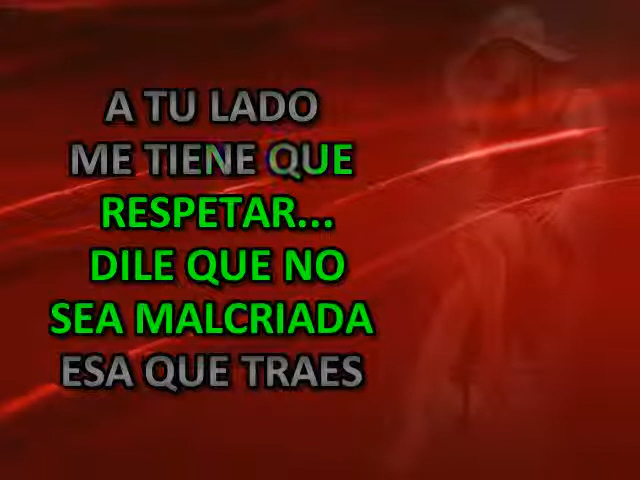 A TU LADO
ME TIENE QUE
RESPETAR...
DILE QUE NO
SEA MALCRIADA
ESA QUE TRAES